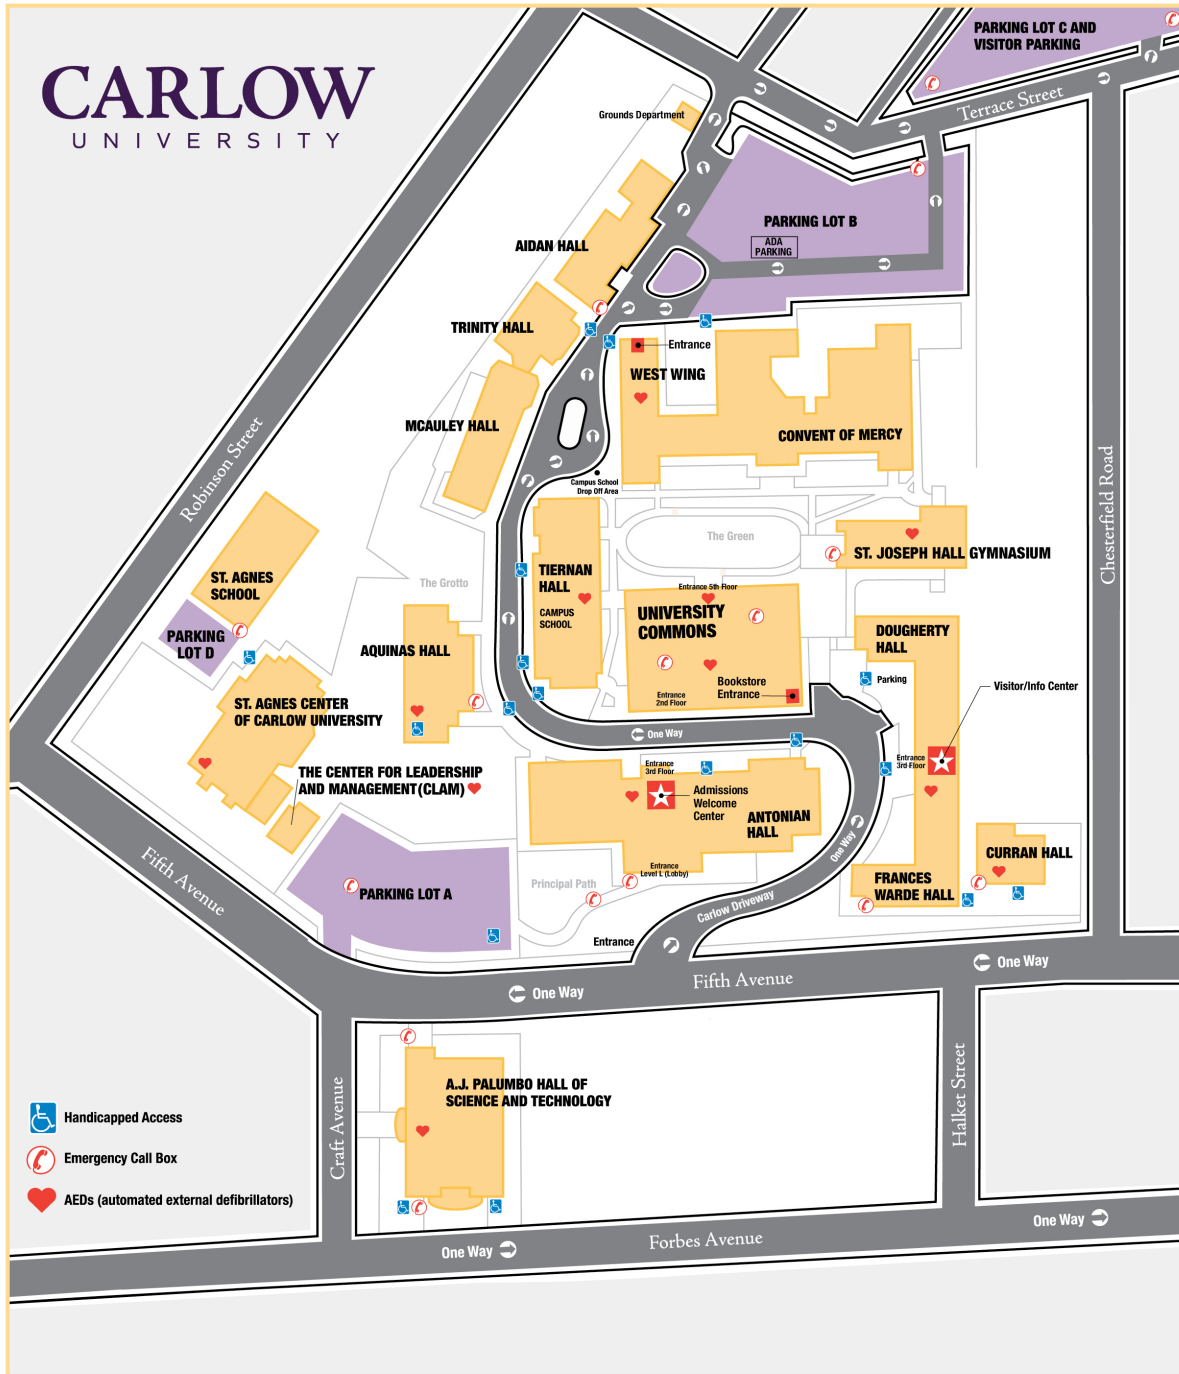 CARLOW
UNIVERSITY
PARKING LOT C AND
VISITOR PARKING
Terrace Street
Grounds Department
PARKING LOT B
ADA
PARKING
AIDAN HALL
TRINITY HALL
Entrance
WEST WING
MCAULEY HALL
CONVENT OF MERCY
Robinson Street
Chesterfield Road
Campus School
Drop Off Area
The Green
ST. JOSEPH HALL GYMNASIUM
ST. AGNES
SCHOOL
The Grotto
TIERNAN
HALL
CAMPUS
SCHOOL
Entrance 5th Floor
UNIVERSITY
COMMONS
PARKING
LOT D
AQUINAS HALL
DOUGHERTY
HALL
Bookstore
Entrance
Entrance
2nd Floor
Parking
Visitor/Info Center
ST. AGNES CENTER
OF CARLOW UNIVERSITY
One Way
Entrance
3rd Floor
THE CENTER FOR LEADERSHIP
AND MANAGEMENT(CLAM)
Entrance
3rd Floor
Admissions
Welcome
Center
ANTONIAN
HALL
One Way
Fifth Avenue
CURRAN HALL
Entrance
Level L (Lobby)
Principal Path
PARKING LOT A
FRANCES
WARDE HALL
Carlow Driveway
Entrance
Fifth Avenue
One Way
One Way
Craft Avenue
Halket Street
A.J. PALUMBO HALL OF
SCIENCE AND TECHNOLOGY
Handicapped Access
Emergency Call Box
AEDs (automated external defibrillators)
One Way
Forbes Avenue
One Way